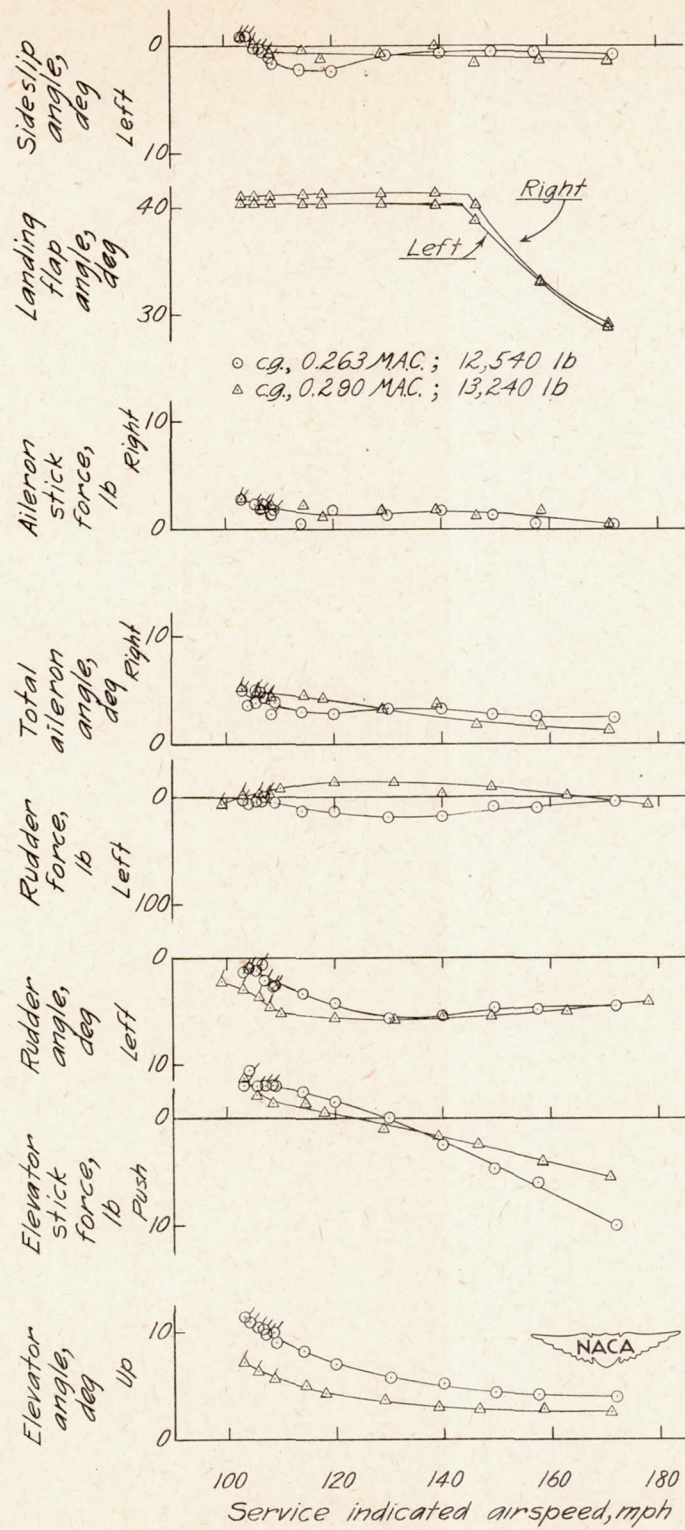 Sideslip
angle,
deg
Left
0
10
Landing
flap
angle,
deg
40
30
Right
Left
⊙ c.g., 0.263 M.A.C. ; 12,540 lb
△ c.g., 0.290 M.A.C. ; 13,240 lb
Aileron
stick
force,
lb
Right
10
0
Total
aileron
angle,
deg
Right
10
0
Rudder
force,
lb
Left
0
100
Rudder
angle,
deg
Left
0
10
Elevator
stick
force,
lb
Push
0
10
Elevator
angle,
deg
Up
10
0
NACA
100 120 140 160 180
Service indicated airspeed, mph